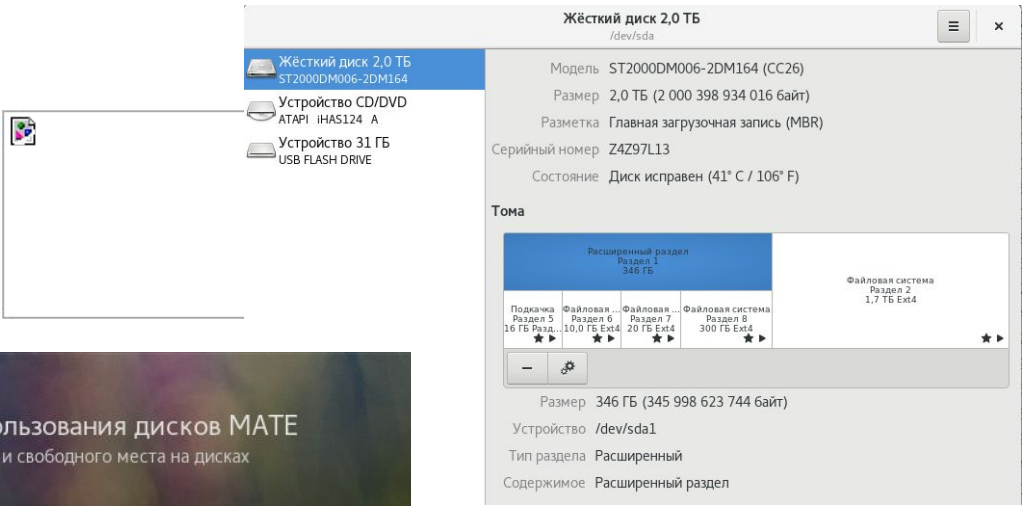 Жёсткий диск 2,0 ТБ
/dev/sda
Жёсткий диск 2,0 ТБ
ST2000DM006-2DM164
Устройство CD/DVD
ATAPI iHAS124 A
Устройство 31 ГБ
USB FLASH DRIVE
Модель ST2000DM006-2DM164 (CC26)
Размер 2,0 ТБ (2 000 398 934 016 байт)
Разметка Главная загрузочная запись (MBR)
Серийный номер Z4Z97L13
Состояние Диск исправен (41° C / 106° F)
Тома
Расширенный раздел
Раздел 1
346 ГБ
Подкачка
Раздел 5
16 ГБ Разд...
Файловая ...
Раздел 6
10,0 ГБ Ext4
Файловая ...
Раздел 7
20 ГБ Ext4
Файловая система
Раздел 8
300 ГБ Ext4
Файловая система
Раздел 2
1,7 ТБ Ext4
Размер 346 ГБ (345 998 623 744 байт)
Устройство /dev/sda1
Тип раздела Расширенный
Содержимое Расширенный раздел
ользования дисков MATE
и свободного места на дисках